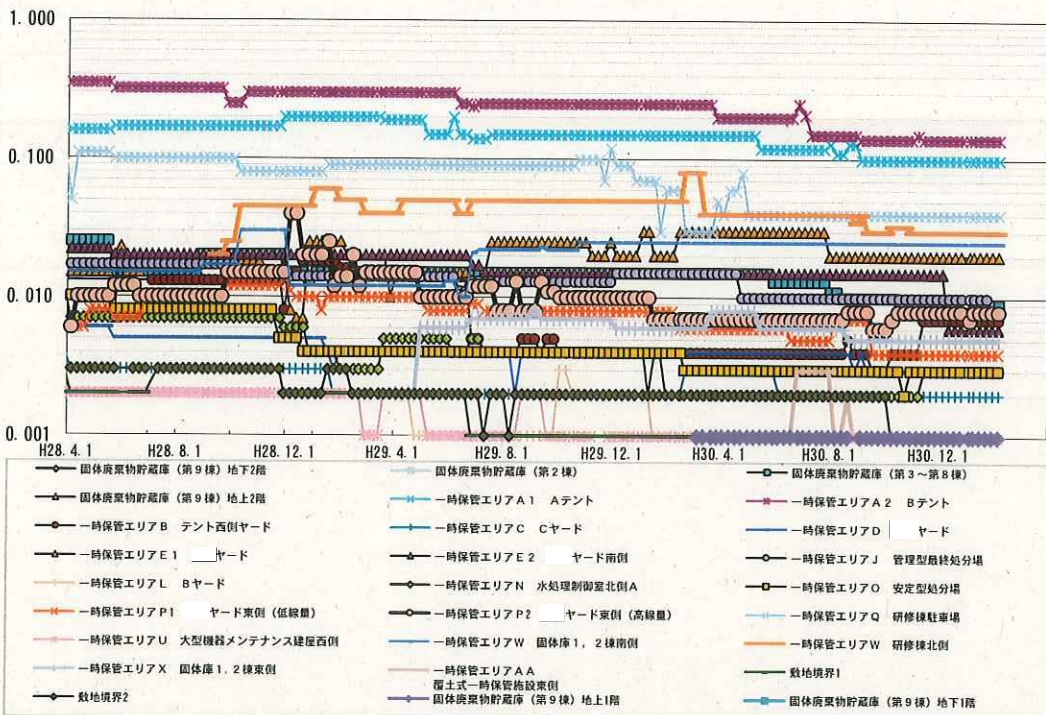 1.000
0.100
0.010
0.001
H28.4.1 H28.8.1 H28.12.1 H29.4.1 H29.8.1 H29.12.1 H30.4.1 H30.8.1 H30.12.1
固体廃棄物貯蔵庫（第9棟）地下2階 固体廃棄物貯蔵庫（第2棟） 固体廃棄物貯蔵庫（第3～第8棟）
固体廃棄物貯蔵庫（第9棟）地上2階 一時保管エリアA1 Aテント 一時保管エリアA2 Bテント
一時保管エリアB テント西側ヤード 一時保管エリアC Cヤード 一時保管エリアD ヤード
一時保管エリアE1 ヤード 一時保管エリアE2 ヤード南側 一時保管エリアJ 管理型最終処分場
一時保管エリアL Bヤード 一時保管エリアN 水処理制御室北側A 一時保管エリアO 安定型処分場
一時保管エリアP1 ヤード東側（低線量） 一時保管エリアP2 ヤード東側（高線量） 一時保管エリアQ 研修棟駐車場
一時保管エリアU 大型機器メンテナンス建屋西側 一時保管エリアW 固体庫1，2棟南側 一時保管エリアW 研修棟北側
一時保管エリアX 固体庫1,2棟東側 一時保管エリアAA 敷地境界1
覆土式一時保管施設東側
敷地境界2 固体廃棄物貯蔵庫（第9棟）地上1階 固体廃棄物貯蔵庫（第9棟）地下1階